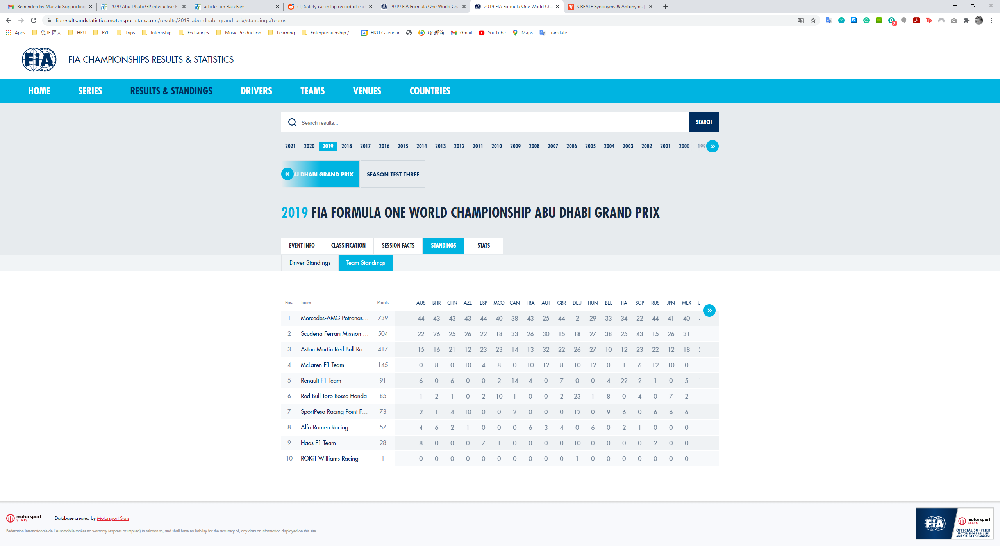 Reminder: by Mar 26: Supporting
2020 Abu Dhabi GP interactive F1
articles on RaceFans
(1) Safety car in lap record of eac
2019 FIA Formula One World Cha
2019 FIA Formula One World Cha
CREATE Synonyms & Antonyms |
fiaresultsandstatistics.motorsportstats.com/results/2019-abu-dhabi-grand-prix/standings/teams
Apps 從 IE 匯入 HKU FYP Trips Internship Exchanges Music Production Learning Enterprenuership /... HKU Calendar QQ邮箱 Gmail YouTube Maps Translate
FIA FIA CHAMPIONSHIPS RESULTS & STATISTICS
HOME SERIES RESULTS & STANDINGS DRIVERS TEAMS VENUES COUNTRIES
Search results... SEARCH
2021 2020 2019 2018 2017 2016 2015 2014 2013 2012 2011 2010 2009 2008 2007 2006 2005 2004 2003 2002 2001 2000 199
BU DHABI GRAND PRIX SEASON TEST THREE
2019 FIA FORMULA ONE WORLD CHAMPIONSHIP ABU DHABI GRAND PRIX
EVENT INFO CLASSIFICATION SESSION FACTS STANDINGS STATS
Driver Standings Team Standings
Pos. Team Points AUS BHR CHN AZE ESP MCO CAN FRA AUT GBR DEU HUN BEL ITA SGP RUS JPN MEX
1 Mercedes-AMG Petronas... 739 44 43 43 43 44 40 38 43 25 44 2 29 33 34 22 44 41 40
2 Scuderia Ferrari Mission ... 504 22 26 25 26 22 18 33 26 30 15 18 27 38 25 43 15 26 31
3 Aston Martin Red Bull Ra... 417 15 16 21 12 23 23 14 13 32 22 26 27 10 12 23 22 12 18
4 McLaren F1 Team 145 0 8 0 10 4 8 0 10 12 8 10 12 0 1 6 12 10 0
5 Renault F1 Team 91 6 0 6 0 0 2 14 4 0 7 0 0 4 22 2 1 0 5
6 Red Bull Toro Rosso Honda 85 1 2 1 0 2 10 1 0 0 2 23 1 8 0 4 0 7 2
7 SportPesa Racing Point F... 73 2 1 4 10 0 0 2 0 0 0 12 0 9 6 0 6 6 6
8 Alfa Romeo Racing 57 4 6 2 1 0 0 0 6 3 4 0 6 0 2 1 0 0 0
9 Haas F1 Team 28 8 0 0 0 7 1 0 0 0 0 10 0 0 0 0 2 0 0
10 ROKiT Williams Racing 1 0 0 0 0 0 0 0 0 0 0 1 0 0 0 0 0 0 0
motorsport STATS Database created by Motorsport Stats
Federation Internationale de l'Automobile makes no warranty (express or implied) in relation to, and shall have no liability for the accuracy of, any data or information displayed on this site
FIA motorsport STATS
OFFICIAL SUPPLIER
MOTOR SPORT RESULTS
AND STATISTICS DATABASE